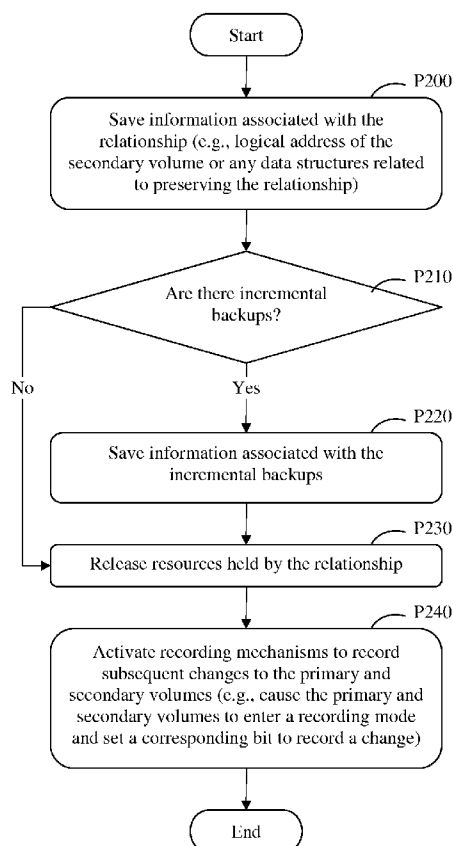 Start
P200
Save information associated with the
relationship (e.g., logical address of the
secondary volume or any data structures related
to preserving the relationship)
P210
Are there incremental
backups?
No
Yes
P220
Save information associated with the
incremental backups
P230
Release resources held by the relationship
P240
Activate recording mechanisms to record
subsequent changes to the primary and
secondary volumes (e.g., cause the primary and
secondary volumes to enter a recording mode
and set a corresponding bit to record a change)
End